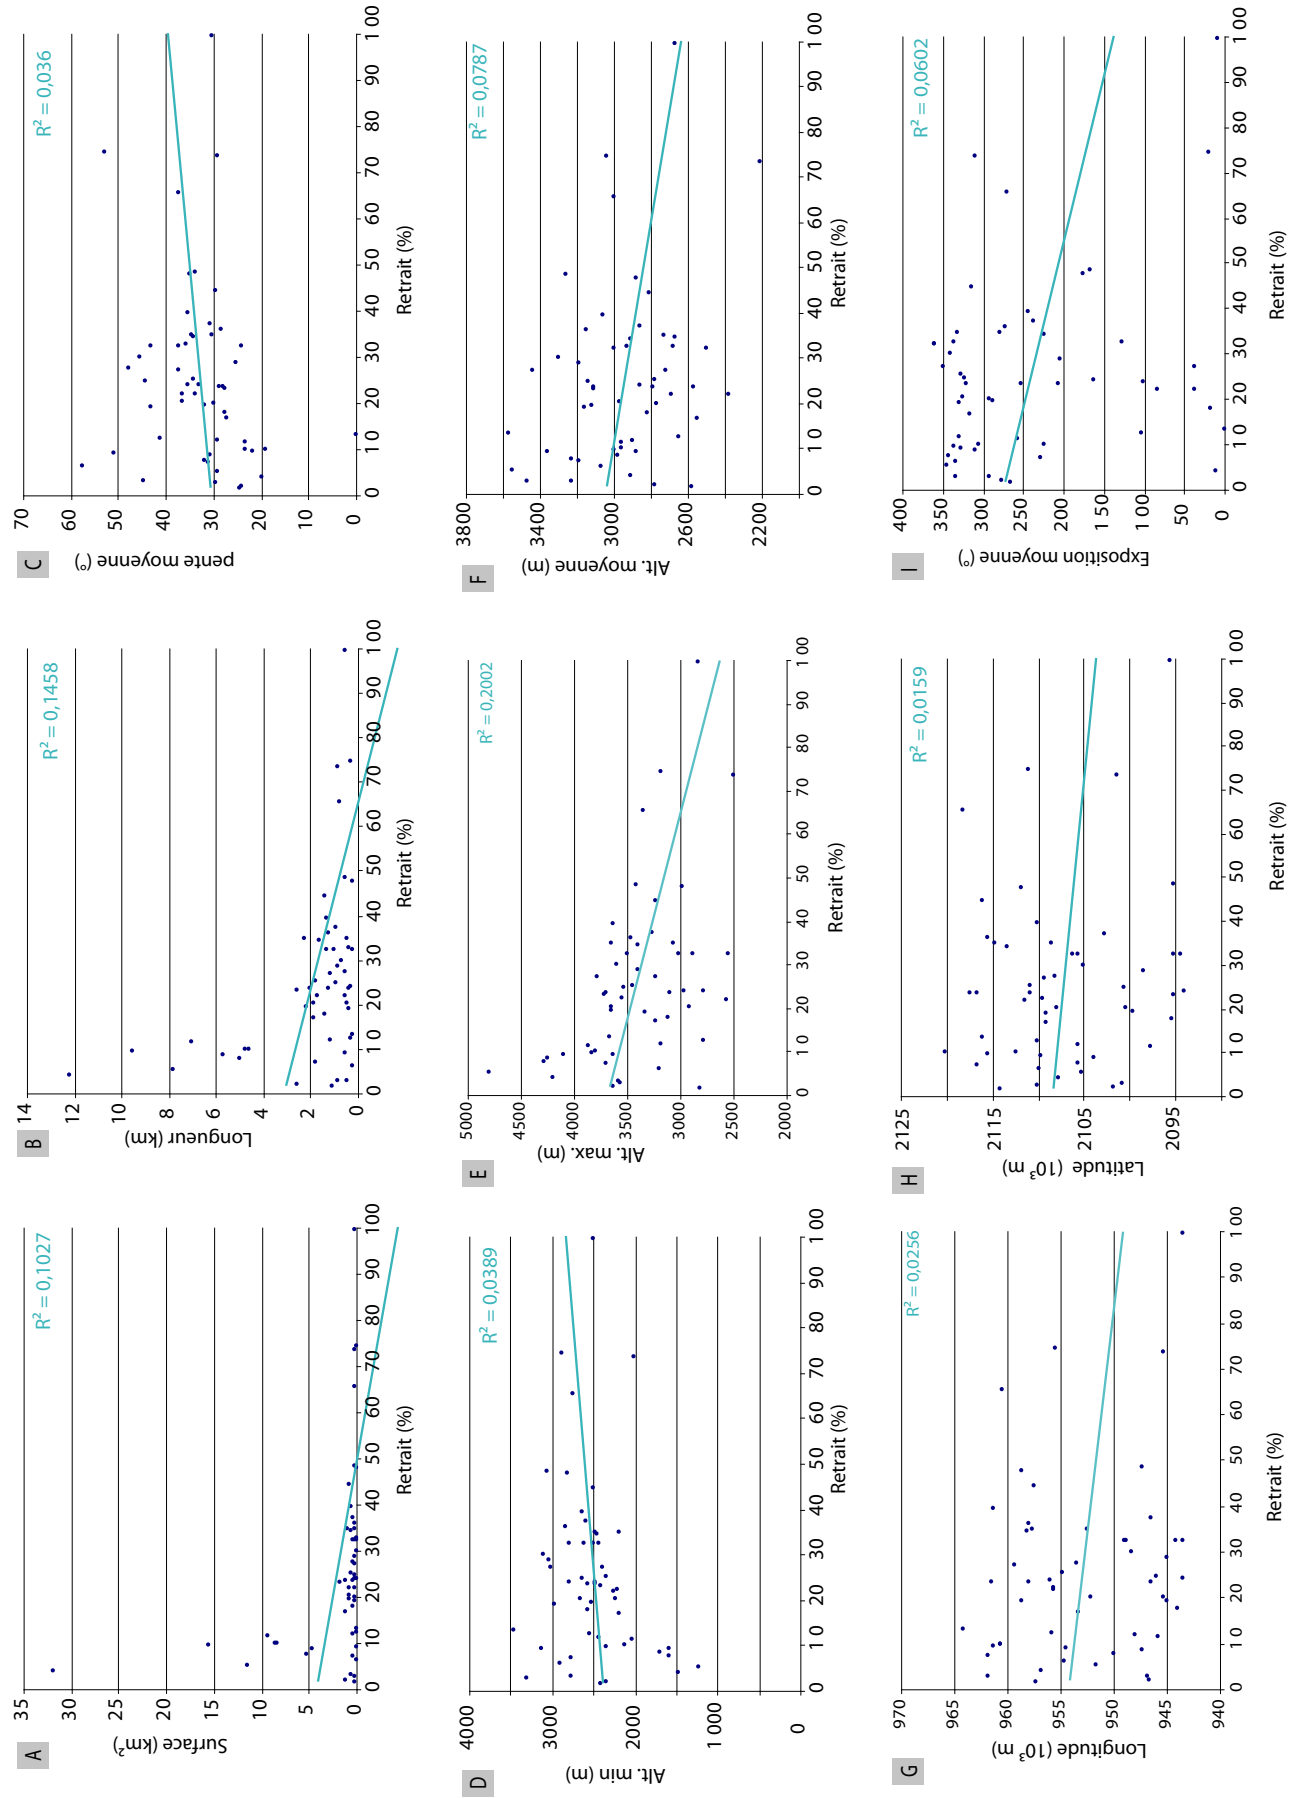 A
Surface (km²)
35
30
25
20
15
10
5
0
0 10 20 30 40 50 60 70 80 90 100
Retrait (%)
R² = 0,1027
B
Longueur (km)
14
12
10
8
6
4
2
0
0 10 20 30 40 50 60 70 80 90 100
Retrait (%)
R² = 0,1458
C
pente moyenne (°)
70
60
50
40
30
20
10
0
0 10 20 30 40 50 60 70 80 90 100
Retrait (%)
R² = 0,036
D
Alt. min (m)
4000
3000
2000
1 000
0
0 10 20 30 40 50 60 70 80 90 100
Retrait (%)
R² = 0,0389
E
Alt. max. (m)
5000
4500
4000
3500
3000
2500
2000
0 10 20 30 40 50 60 70 80 90 100
Retrait (%)
R² = 0,2002
F
Alt. moyenne (m)
3800
3400
3000
2600
2200
0 10 20 30 40 50 60 70 80 90 100
Retrait (%)
R² = 0,0787
G
Longitude (10³ m)
970
965
960
955
950
945
940
0 10 20 30 40 50 60 70 80 90 100
Retrait (%)
R² = 0,0256
H
Latitude (10³ m)
2125
2115
2105
2095
0 10 20 30 40 50 60 70 80 90 100
Retrait (%)
R² = 0,0159
I
Exposition moyenne (°)
400
350
300
250
200
150
100
50
0
0 10 20 30 40 50 60 70 80 90 100
Retrait (%)
R² = 0,0602